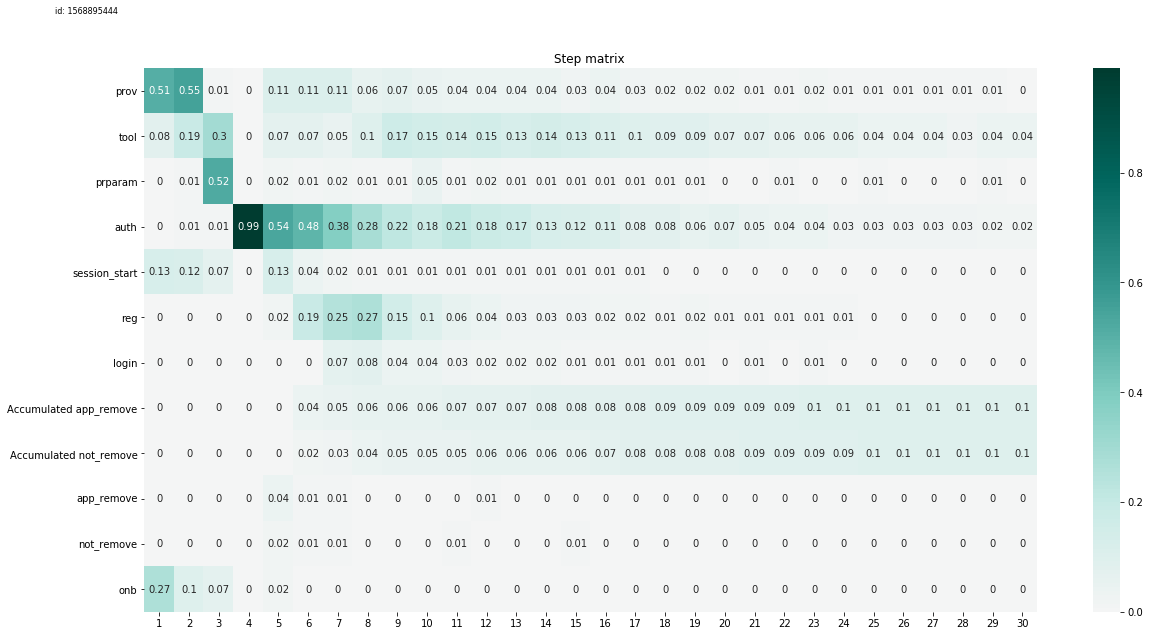 id: 1568895444
Step matrix
prov 0.51 0.55 0.01 0 0.11 0.11 0.11 0.06 0.07 0.05 0.04 0.04 0.04 0.04 0.03 0.04 0.03 0.02 0.02 0.02 0.01 0.01 0.02 0.01 0.01 0.01 0.01 0.01 0.01 0
tool 0.08 0.19 0.3 0 0.07 0.07 0.05 0.1 0.17 0.15 0.14 0.15 0.13 0.14 0.13 0.11 0.1 0.09 0.09 0.07 0.07 0.06 0.06 0.06 0.04 0.04 0.04 0.03 0.04 0.04
prparam 0 0.01 0.52 0 0.02 0.01 0.02 0.01 0.01 0.05 0.01 0.02 0.01 0.01 0.01 0.01 0.01 0.01 0.01 0 0 0.01 0 0 0.01 0 0 0 0.01 0
auth 0 0.01 0.01 0.99 0.54 0.48 0.38 0.28 0.22 0.18 0.21 0.18 0.17 0.13 0.12 0.11 0.08 0.08 0.06 0.07 0.05 0.04 0.04 0.03 0.03 0.03 0.03 0.03 0.02 0.02
session_start 0.13 0.12 0.07 0 0.13 0.04 0.02 0.01 0.01 0.01 0.01 0.01 0.01 0.01 0.01 0.01 0.01 0 0 0 0 0 0 0 0 0 0 0 0 0
reg 0 0 0 0 0.02 0.19 0.25 0.27 0.15 0.1 0.06 0.04 0.03 0.03 0.03 0.02 0.02 0.01 0.02 0.01 0.01 0.01 0.01 0.01 0 0 0 0 0 0
login 0 0 0 0 0 0 0.07 0.08 0.04 0.04 0.03 0.02 0.02 0.02 0.01 0.01 0.01 0.01 0.01 0 0.01 0 0.01 0 0 0 0 0 0 0
Accumulated app_remove 0 0 0 0 0 0.04 0.05 0.06 0.06 0.06 0.07 0.07 0.07 0.08 0.08 0.08 0.08 0.09 0.09 0.09 0.09 0.09 0.1 0.1 0.1 0.1 0.1 0.1 0.1 0.1
Accumulated not_remove 0 0 0 0 0 0.02 0.03 0.04 0.05 0.05 0.05 0.06 0.06 0.06 0.06 0.07 0.08 0.08 0.08 0.08 0.09 0.09 0.09 0.09 0.1 0.1 0.1 0.1 0.1 0.1
app_remove 0 0 0 0 0.04 0.01 0.01 0 0 0 0 0.01 0 0 0 0 0 0 0 0 0 0 0 0 0 0 0 0 0 0
not_remove 0 0 0 0 0.02 0.01 0.01 0 0 0 0.01 0 0 0 0.01 0 0 0 0 0 0 0 0 0 0 0 0 0 0 0
onb 0.27 0.1 0.07 0 0.02 0 0 0 0 0 0 0 0 0 0 0 0 0 0 0 0 0 0 0 0 0 0 0 0 0
1 2 3 4 5 6 7 8 9 10 11 12 13 14 15 16 17 18 19 20 21 22 23 24 25 26 27 28 29 30
0.8
0.6
0.4
0.2
0.0